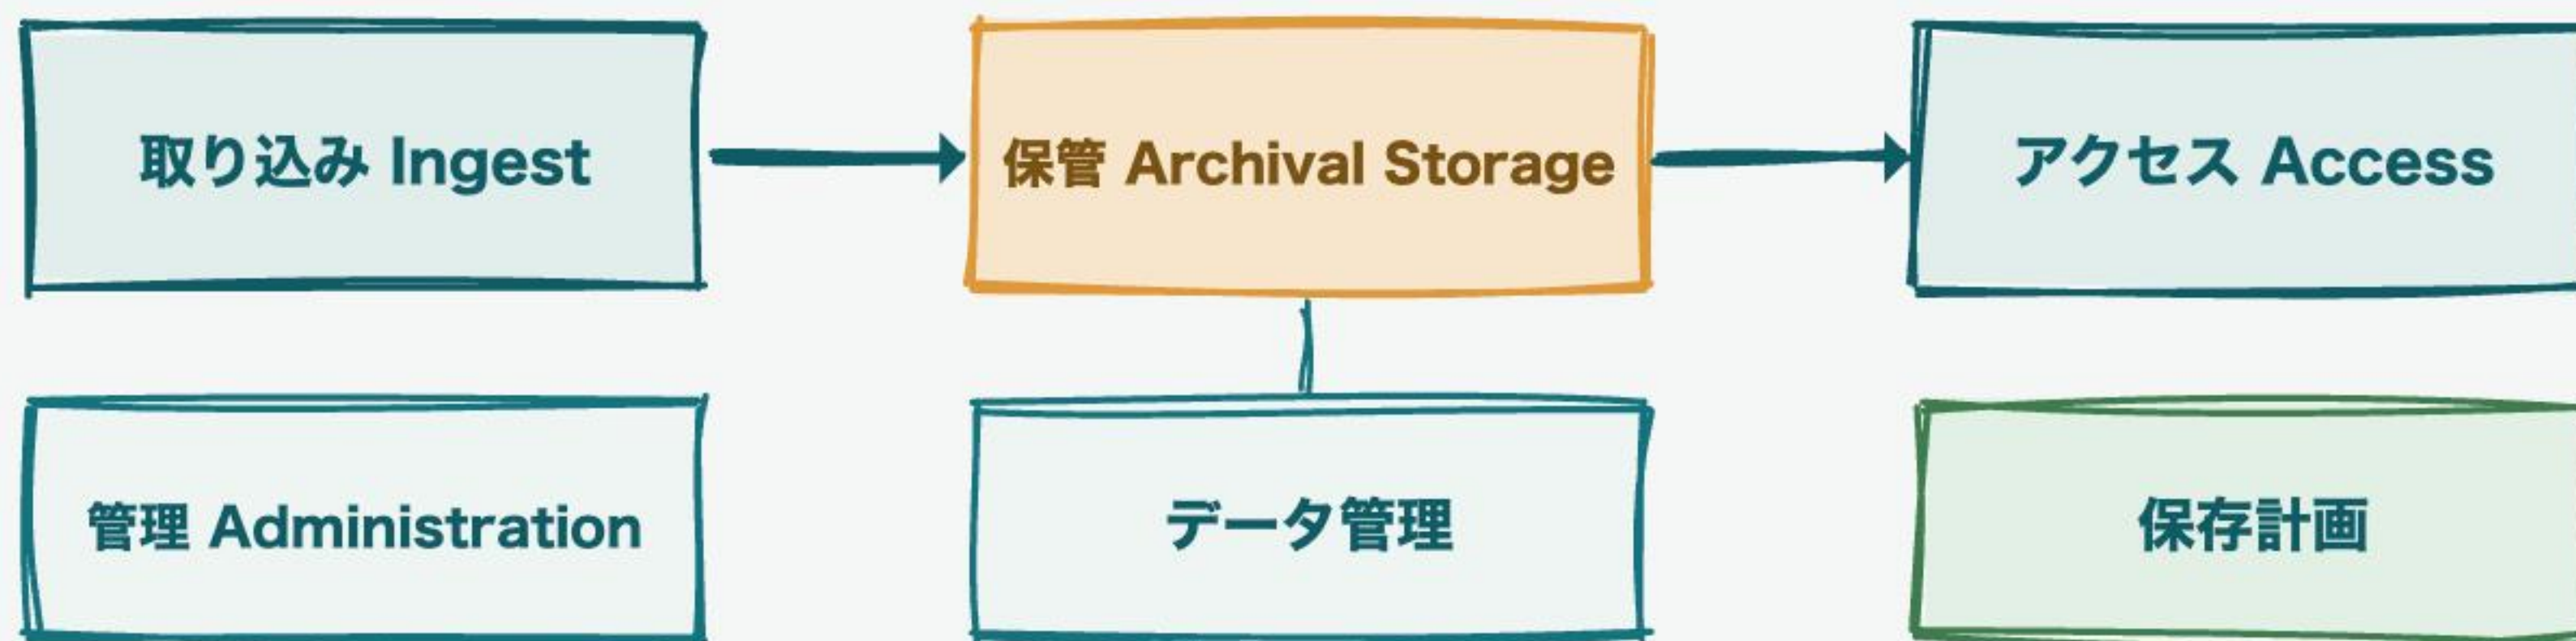 取り込み Ingest
保管 Archival Storage
アクセス Access
管理 Administration
データ管理
保存計画